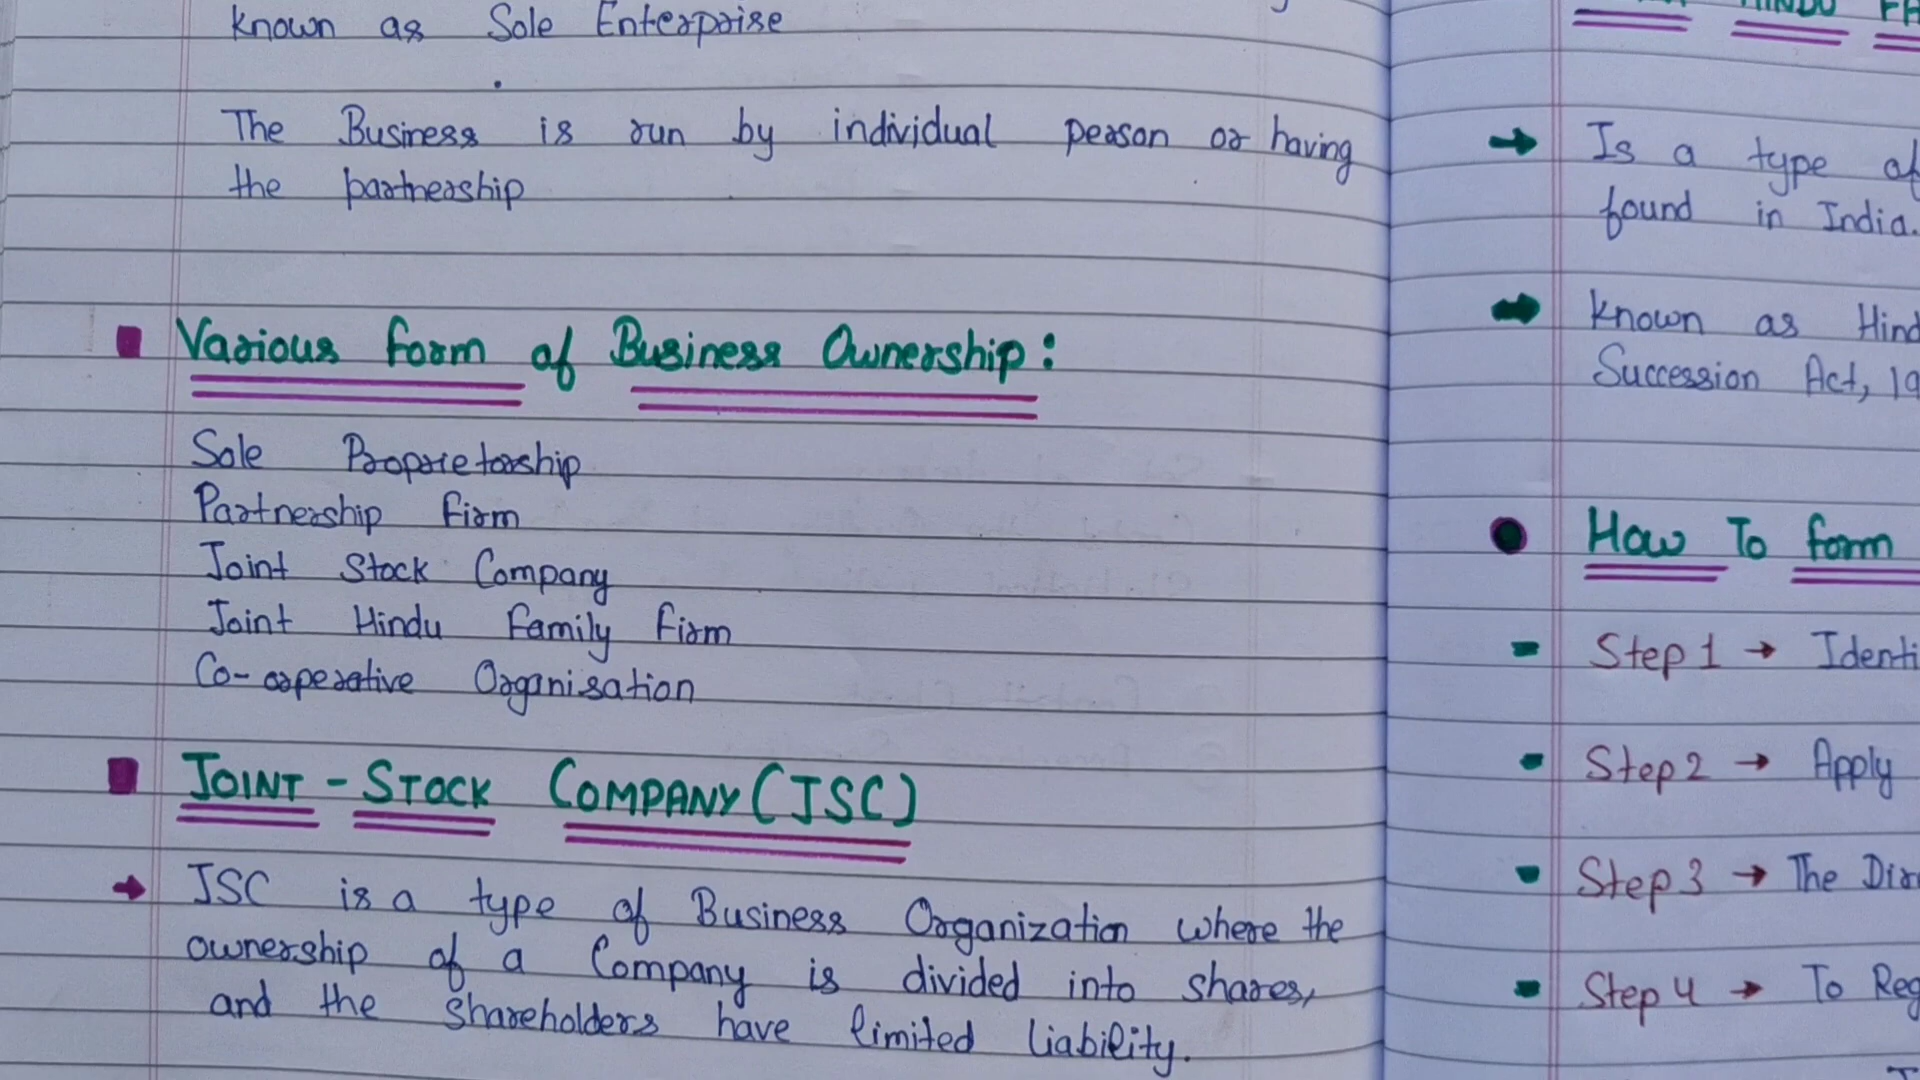 known as Sole Enterprise
The Business is run by individual person or having
the partnership
Various form of Business Ownership:
Sole Proprietorship
Partnership firm
Joint Stock Company
Joint Hindu Family Firm
Co-operative Organisation
JOINT-STOCK COMPANY (JSC)
JSC is a type of Business Organization where the
ownership of a Company is divided into shares,
and the shareholders have limited liability.
HINDU FA
Is a type of
found in India.
known as Hind
Succession Act, 19
How To form
Step 1 → Identi
Step 2 → Apply
Step 3 → The Dir
Step 4 → To Reg